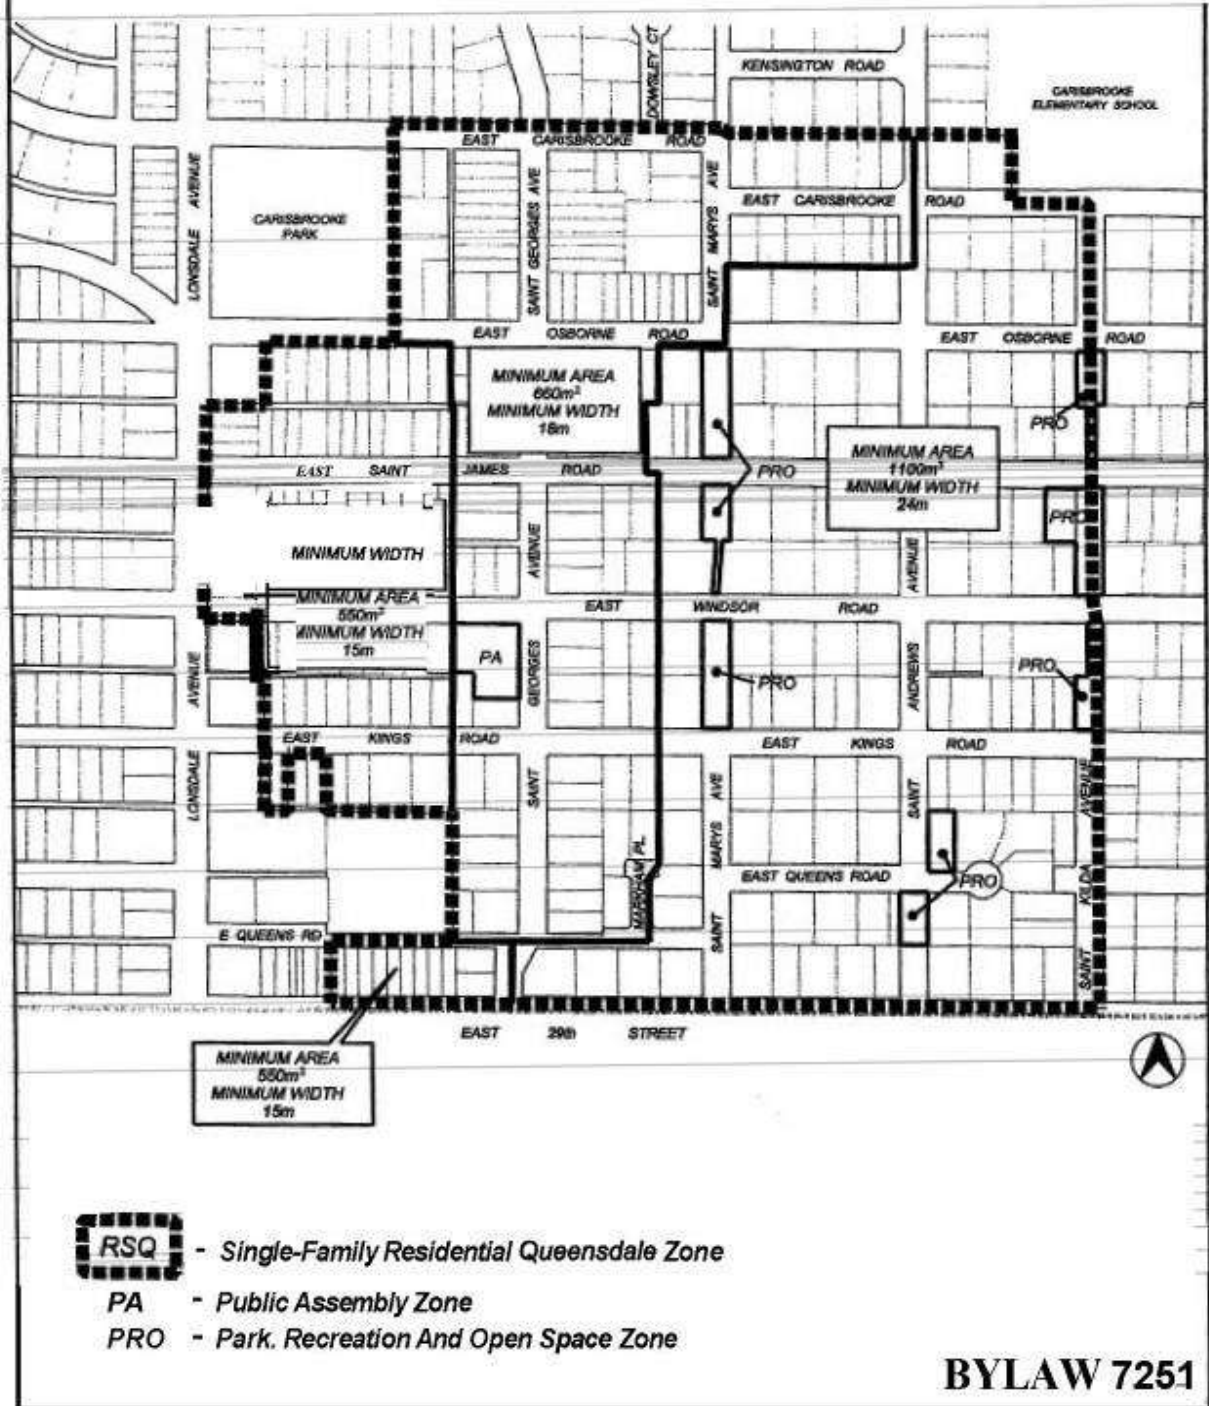 DOWSLEY CT
KENSINGTON ROAD
CARISBROOKE
ELEMENTARY SCHOOL
EAST CARISBROOKE ROAD
LONSDALE AVENUE
CARISBROOKE
PARK
SAINT GEORGES AVE
SAINT MARYS AVE
EAST CARISBROOKE ROAD
EAST OSBORNE ROAD
EAST OSBORNE ROAD
MINIMUM AREA
660m²
MINIMUM WIDTH
18m
PRO
MINIMUM AREA
1100m²
MINIMUM WIDTH
24m
EAST SAINT JAMES ROAD
PRO
PRO
MINIMUM WIDTH
AVENUE
AVENUE
MINIMUM AREA
550m²
MINIMUM WIDTH
15m
EAST WINDSOR ROAD
PA
PRO
PRO
AVENUE
GEORGES
ANDREWS
EAST KINGS ROAD
EAST KINGS ROAD
LONSDALE
SAINT
SAINT MARYS AVE
SAINT
SAINT KILDA AVENUE
MARKHAM PL.
EAST QUEENS ROAD
PRO
E QUEENS RD
EAST 29th STREET
MINIMUM AREA
550m²
MINIMUM WIDTH
15m
RSQ - Single-Family Residential Queensdale Zone
PA - Public Assembly Zone
PRO - Park. Recreation And Open Space Zone
BYLAW 7251